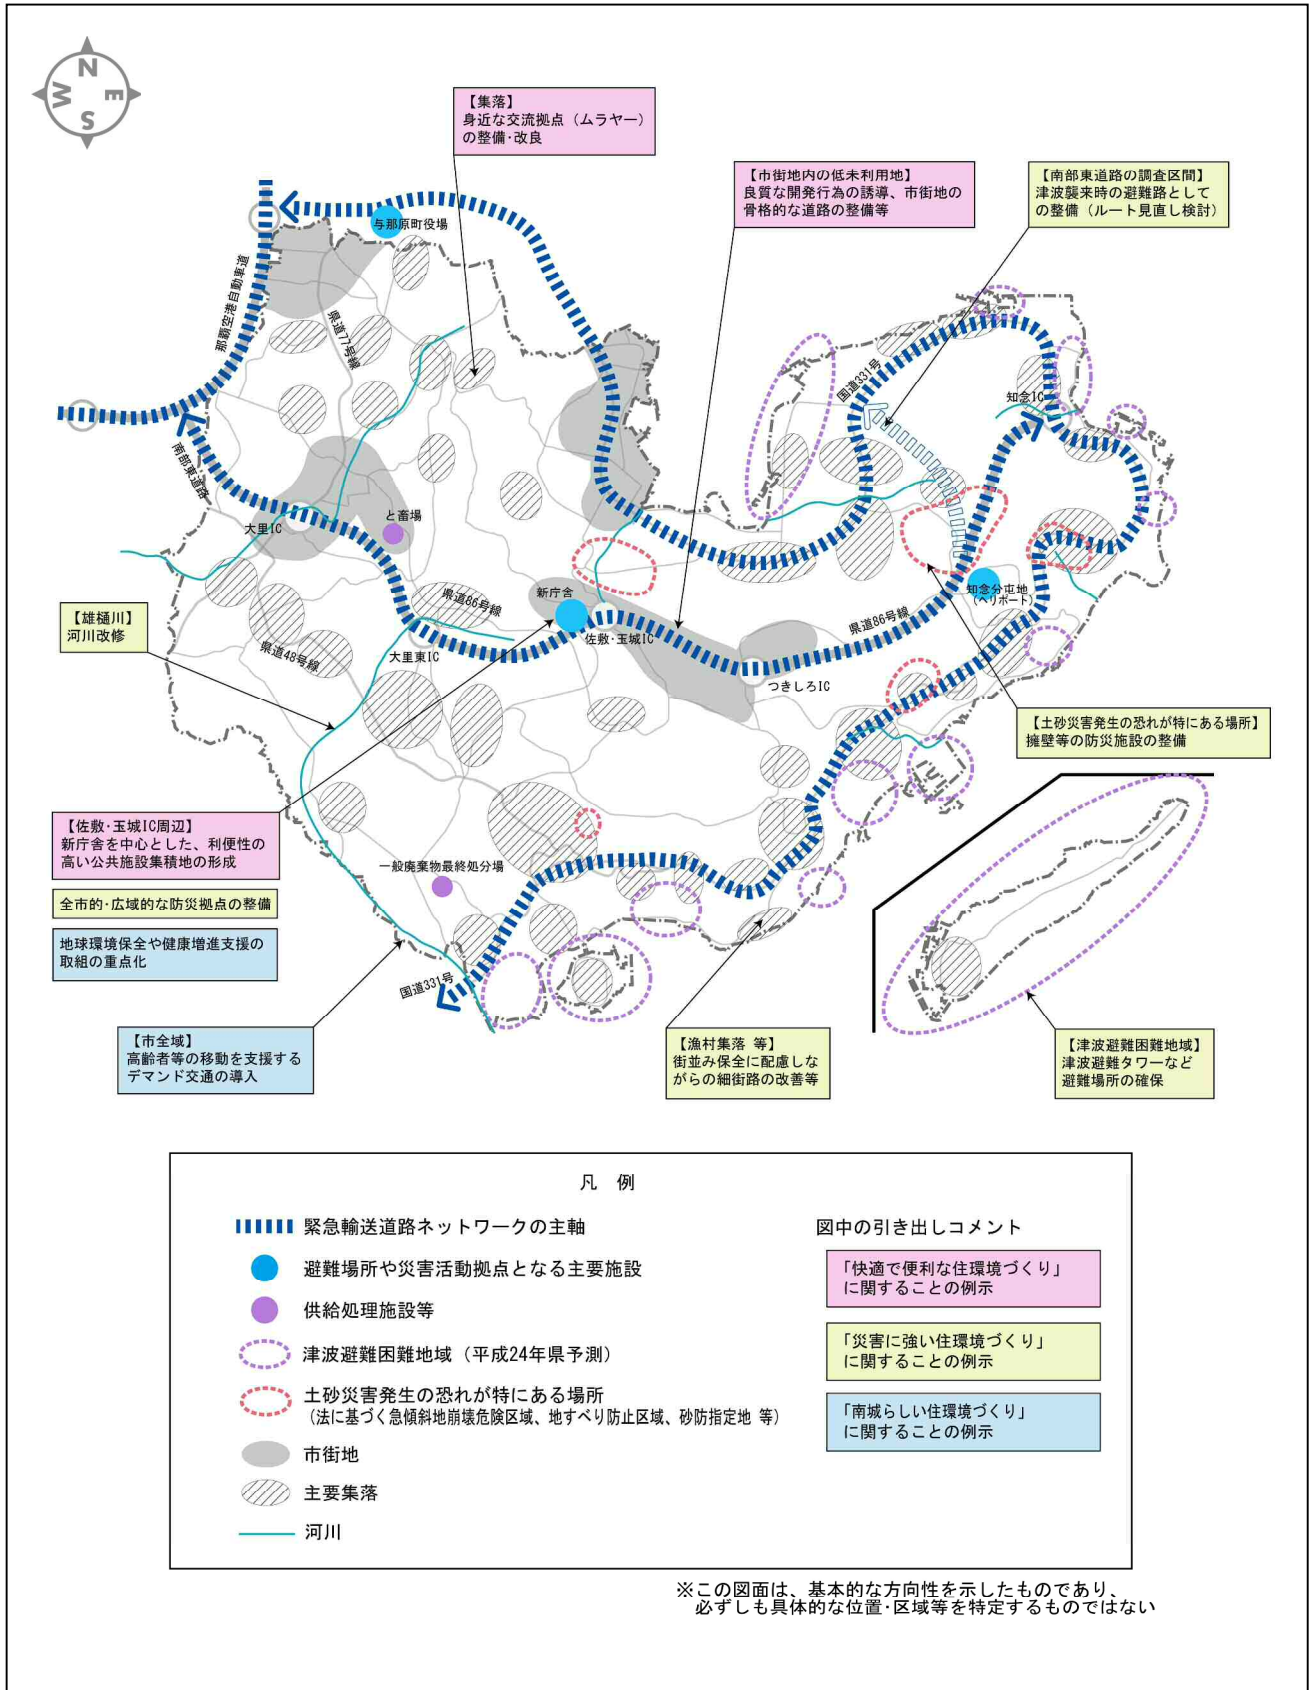 N
W
E
S
【集落】
身近な交流拠点（ムラヤー）
の整備･改良
【市街地内の低未利用地】
良質な開発行為の誘導、市街地の
骨格的な道路の整備等
【南部東道路の調査区間】
津波襲来時の避難路として
の整備（ルート見直し検討）
与那原町役場
那覇空港自動車道
県道77号線
国道331号
知念IC
南部東道路
大里IC
と畜場
新庁舎
佐敷･玉城IC
県道86号線
県道86号線
知念分屯地
（ヘリポート）
【雄樋川】
河川改修
県道48号線
大里東IC
つきしろIC
【土砂災害発生の恐れが特にある場所】
擁壁等の防災施設の整備
【佐敷･玉城IC周辺】
新庁舎を中心とした、利便性の
高い公共施設集積地の形成
全市的･広域的な防災拠点の整備
地球環境保全や健康増進支援の
取組の重点化
一般廃棄物最終処分場
国道331号
【市全域】
高齢者等の移動を支援する
デマンド交通の導入
【漁村集落 等】
街並み保全に配慮しな
がらの細街路の改善等
【津波避難困難地域】
津波避難タワーなど
避難場所の確保
凡　例
緊急輸送道路ネットワークの主軸
避難場所や災害活動拠点となる主要施設
供給処理施設等
津波避難困難地域（平成24年県予測）
土砂災害発生の恐れが特にある場所
（法に基づく急傾斜地崩壊危険区域、地すべり防止区域、砂防指定地 等）
市街地
主要集落
河川
図中の引き出しコメント
「快適で便利な住環境づくり」
に関することの例示
「災害に強い住環境づくり」
に関することの例示
「南城らしい住環境づくり」
に関することの例示
※この図面は、基本的な方向性を示したものであり、
必ずしも具体的な位置･区域等を特定するものではない